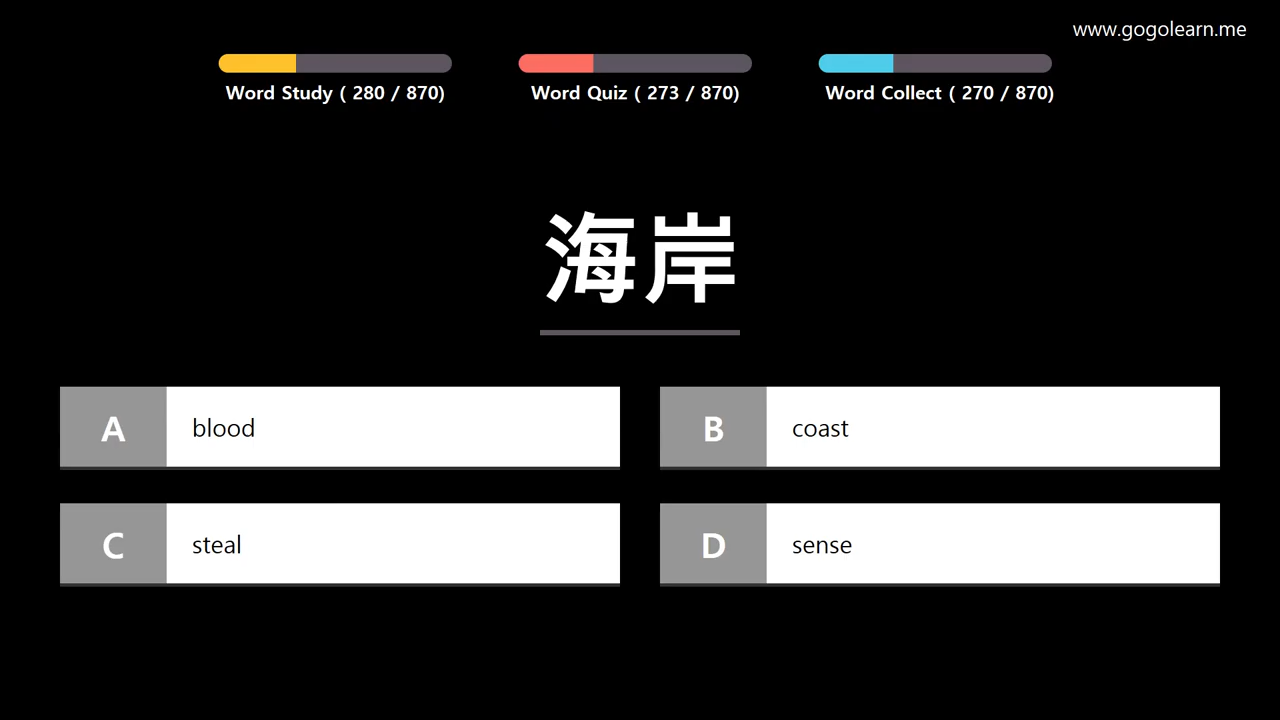 www.gogolearn.me
Word Study ( 280 / 870)
Word Quiz ( 273 / 870)
Word Collect ( 270 / 870)
海岸
A blood
B coast
C steal
D sense